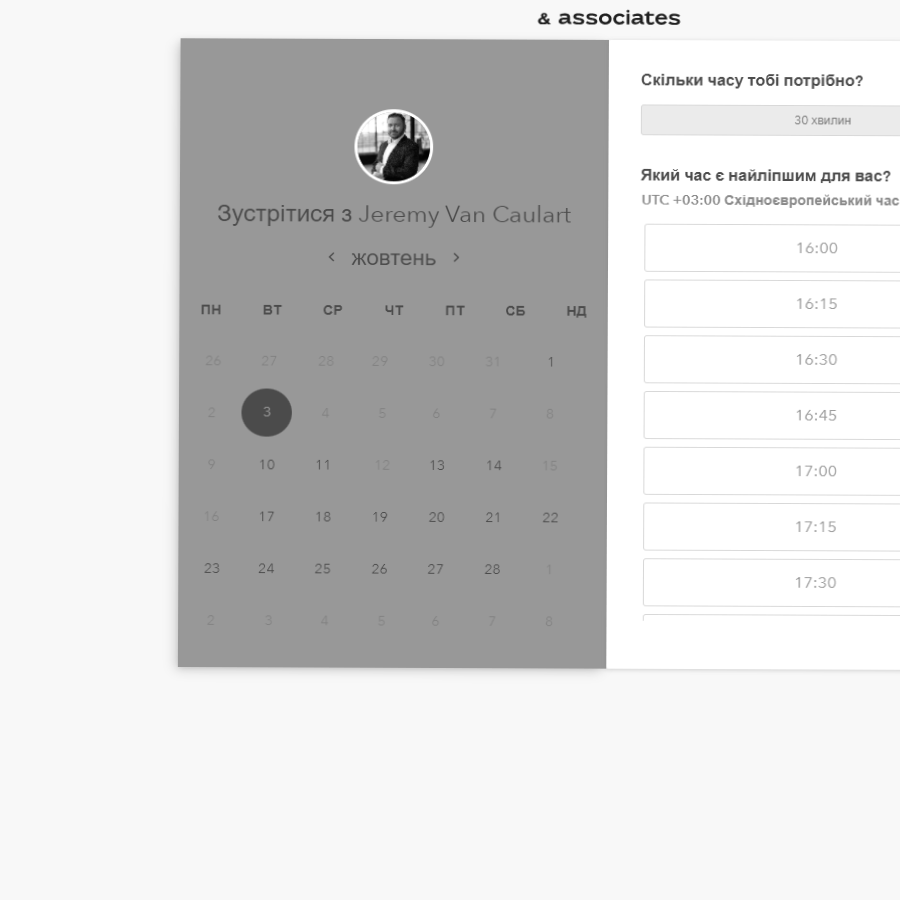 & associates
Зустрітися з Jeremy Van Caulart
жовтень
ПН ВТ СР ЧТ ПТ СБ НД
26 27 28 29 30 31 1
2 3 4 5 6 7 8
9 10 11 12 13 14 15
16 17 18 19 20 21 22
23 24 25 26 27 28 1
2 3 4 5 6 7 8
Скільки часу тобі потрібно?
30 хвилин
Який час є найліпшим для вас?
UTC +03:00 Східноєвропейський час
16:00
16:15
16:30
16:45
17:00
17:15
17:30